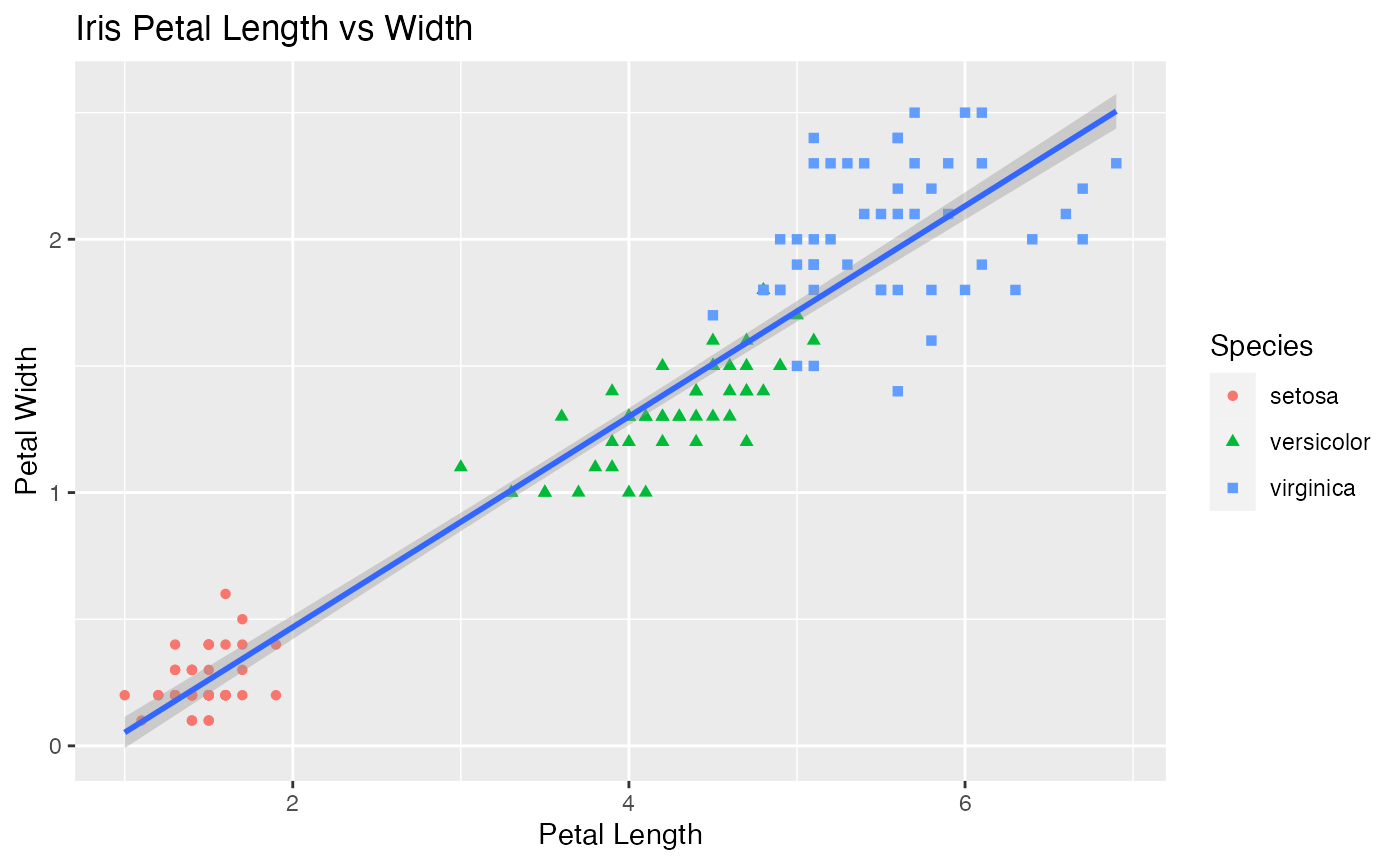 Iris Petal Length vs Width
Petal Width
2
1
0
2
4
6
Petal Length
Species
setosa
versicolor
virginica